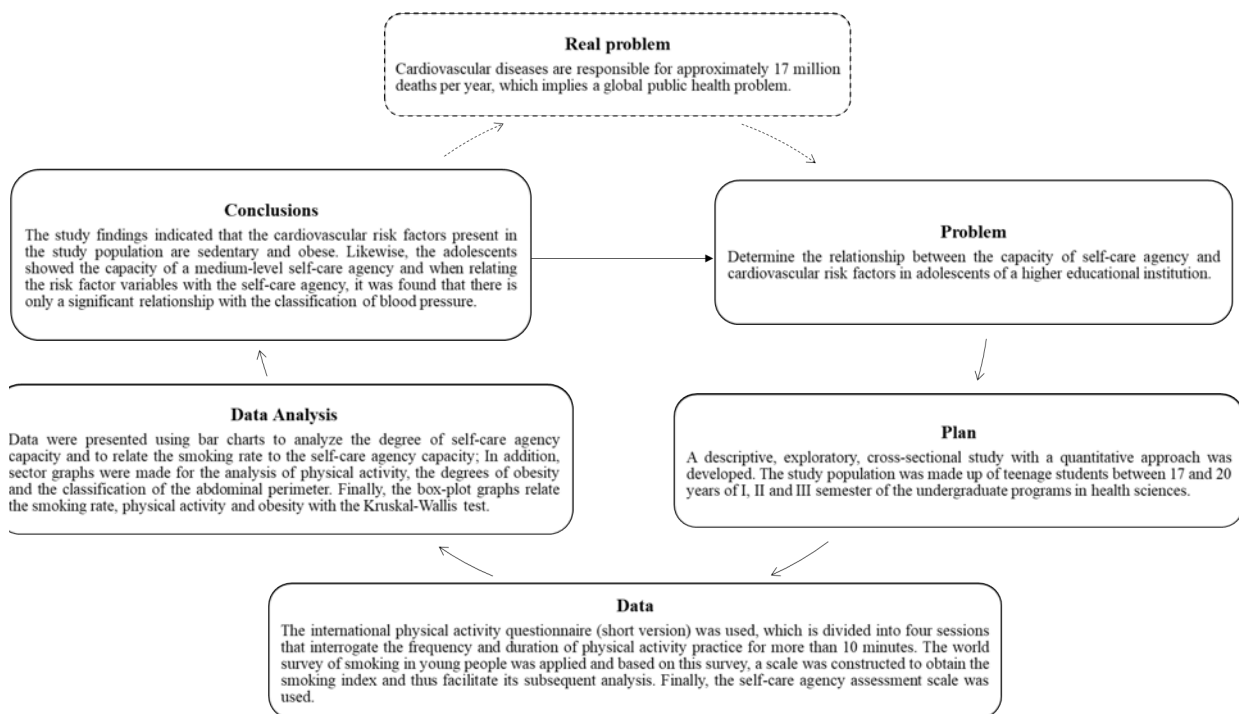 Real problem
Cardiovascular diseases are responsible for approximately 17 million
deaths per year, which implies a global public health problem.
Conclusions
The study findings indicated that the cardiovascular risk factors present in
the study population are sedentary and obese. Likewise, the adolescents
showed the capacity of a medium-level self-care agency and when relating
the risk factor variables with the self-care agency, it was found that there is
only a significant relationship with the classification of blood pressure.
Problem
Determine the relationship between the capacity of self-care agency and
cardiovascular risk factors in adolescents of a higher educational institution.
Data Analysis
Data were presented using bar charts to analyze the degree of self-care agency
capacity and to relate the smoking rate to the self-care agency capacity; In addition,
sector graphs were made for the analysis of physical activity, the degrees of obesity
and the classification of the abdominal perimeter. Finally, the box-plot graphs relate
the smoking rate, physical activity and obesity with the Kruskal-Wallis test.
Plan
A descriptive, exploratory, cross-sectional study with a quantitative approach was
developed. The study population was made up of teenage students between 17 and 20
years of I, II and III semester of the undergraduate programs in health sciences.
Data
The international physical activity questionnaire (short version) was used, which is divided into four sessions
that interrogate the frequency and duration of physical activity practice for more than 10 minutes. The world
survey of smoking in young people was applied and based on this survey, a scale was constructed to obtain the
smoking index and thus facilitate its subsequent analysis. Finally, the self-care agency assessment scale was
used.